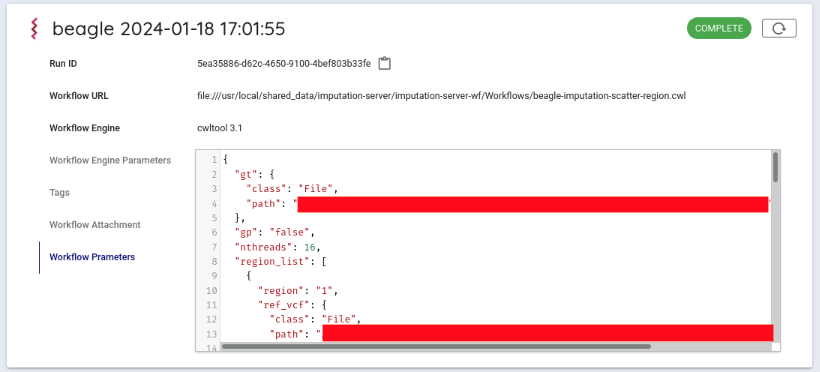 beagle 2024-01-18 17:01:55
COMPLETE
Run ID
5ea35886-d62c-4650-9100-4bef803b33fe
Workflow URL
file:///usr/local/shared_data/imputation-server/imputation-server-wf/Workflows/beagle-imputation-scatter-region.cwl
Workflow Engine
cwltool 3.1
Workflow Engine Parameters
Tags
Workflow Attachment
Workflow Prameters
1 {
2 "gt": {
3 "class": "File",
4 "path": "
5 },
6 "gp": "false",
7 "nthreads": 16,
8 "region_list": [
9 {
10 "region": "1",
11 "ref_vcf": {
12 "class": "File",
13 "path": "
14